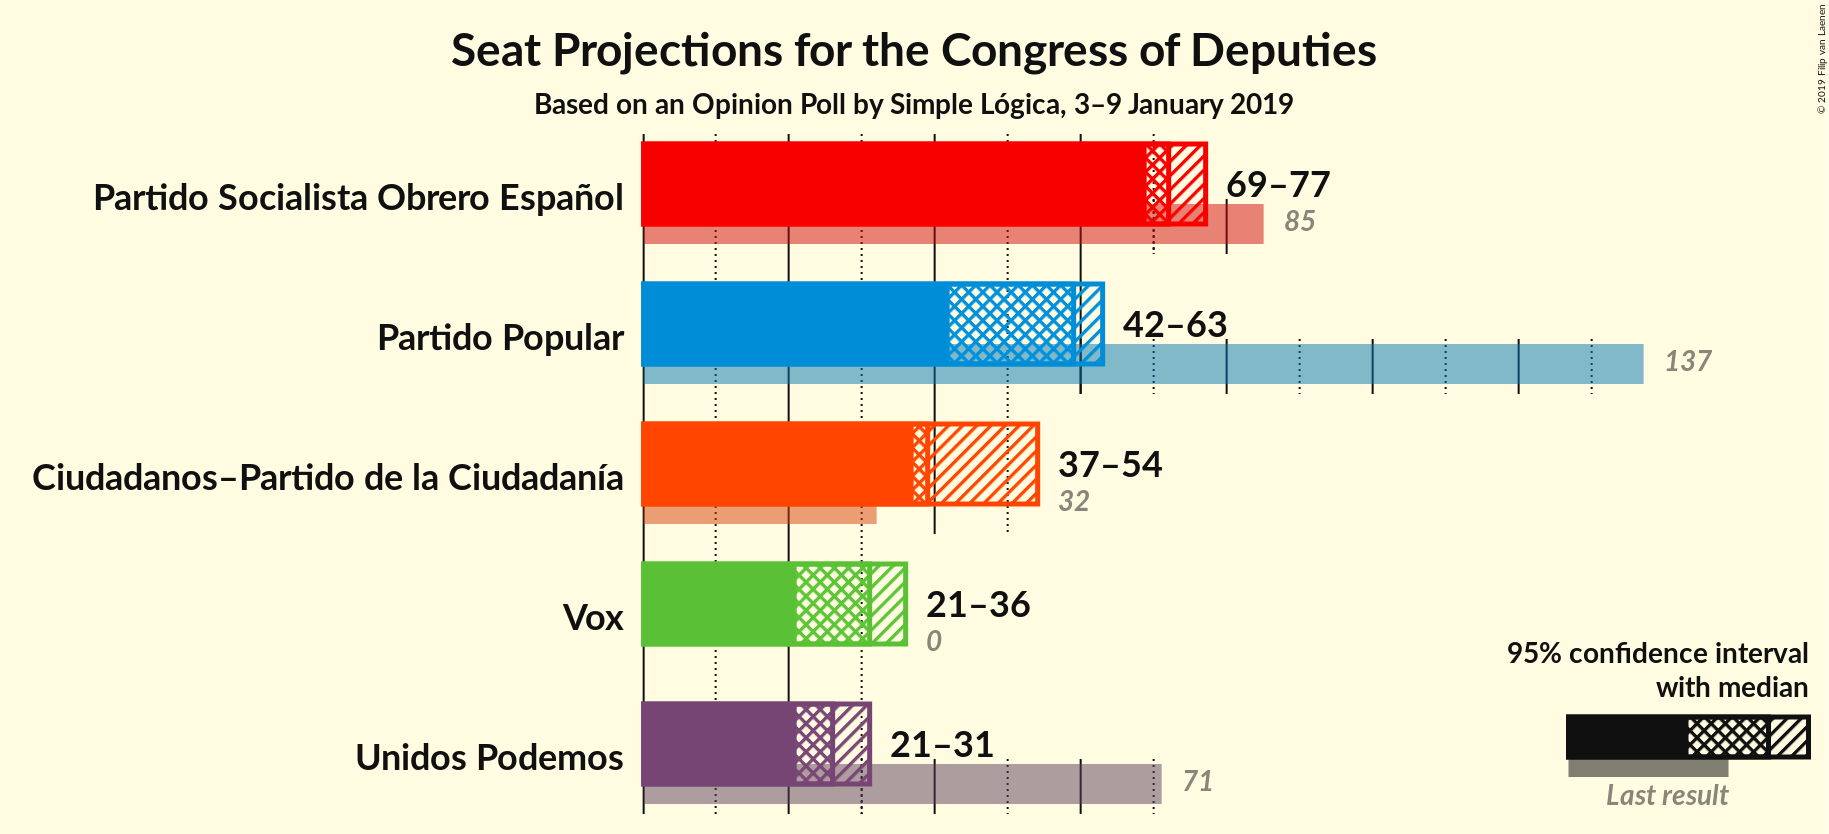 Seat Projections for the Congress of Deputies
Based on an Opinion Poll by Simple Lógica, 3–9 January 2019
© 2019 Filip van Laenen
Partido Socialista Obrero Español
69–77
85
Partido Popular
42–63
137
Ciudadanos–Partido de la Ciudadanía
37–54
32
Vox
21–36
0
Unidos Podemos
21–31
71
95% confidence interval
with median
Last result